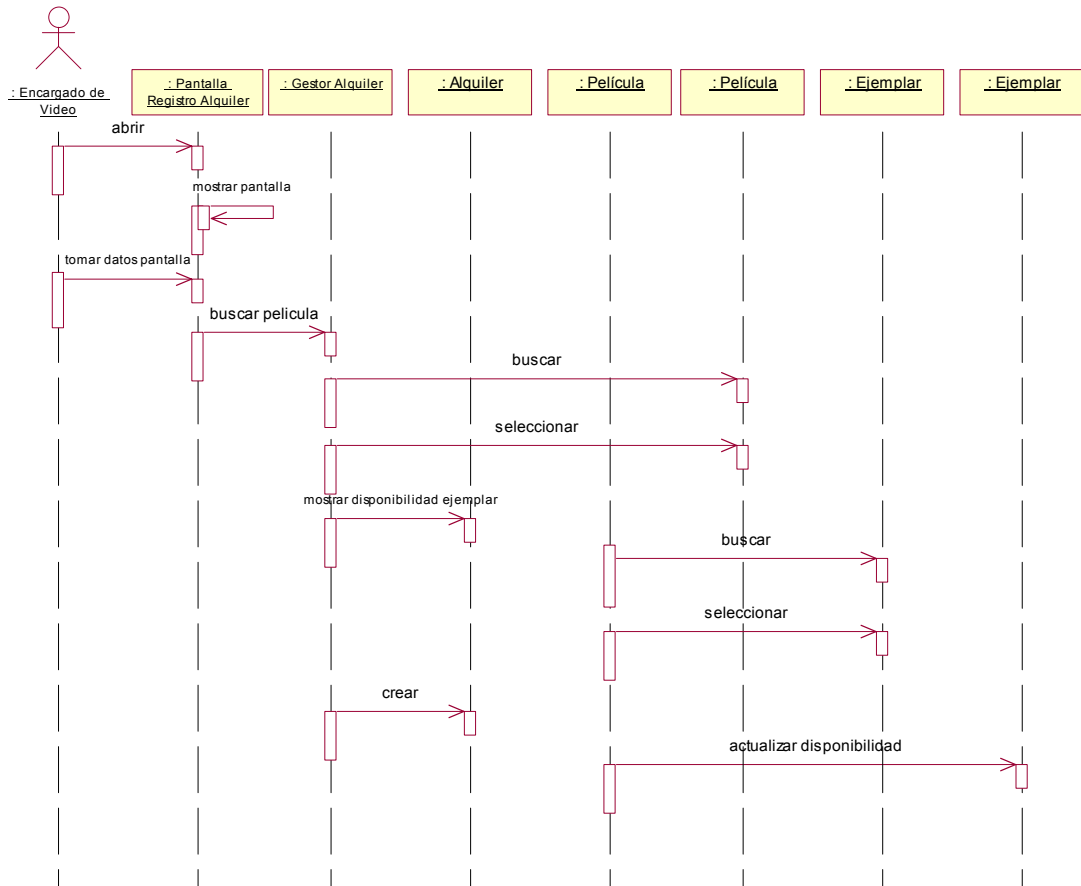 : Encargado de
Video
: Pantalla
Registro Alquiler
: Gestor Alquiler
: Alquiler
: Película
: Película
: Ejemplar
: Ejemplar
abrir
mostrar pantalla
tomar datos pantalla
buscar pelicula
buscar
seleccionar
mostrar disponibilidad ejemplar
buscar
seleccionar
crear
actualizar disponibilidad